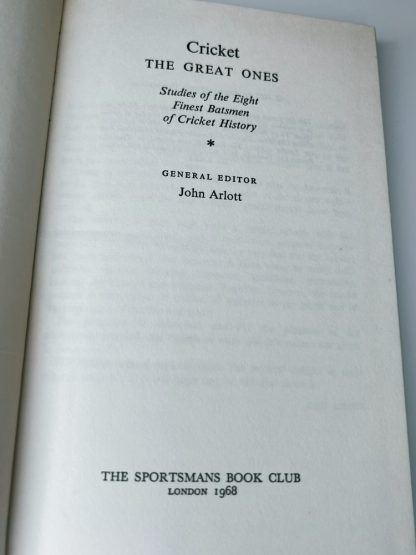 Cricket
THE GREAT ONES
Studies of the Eight
Finest Batsmen
of Cricket History
*
GENERAL EDITOR
John Arlott
THE SPORTSMANS BOOK CLUB
LONDON 1968